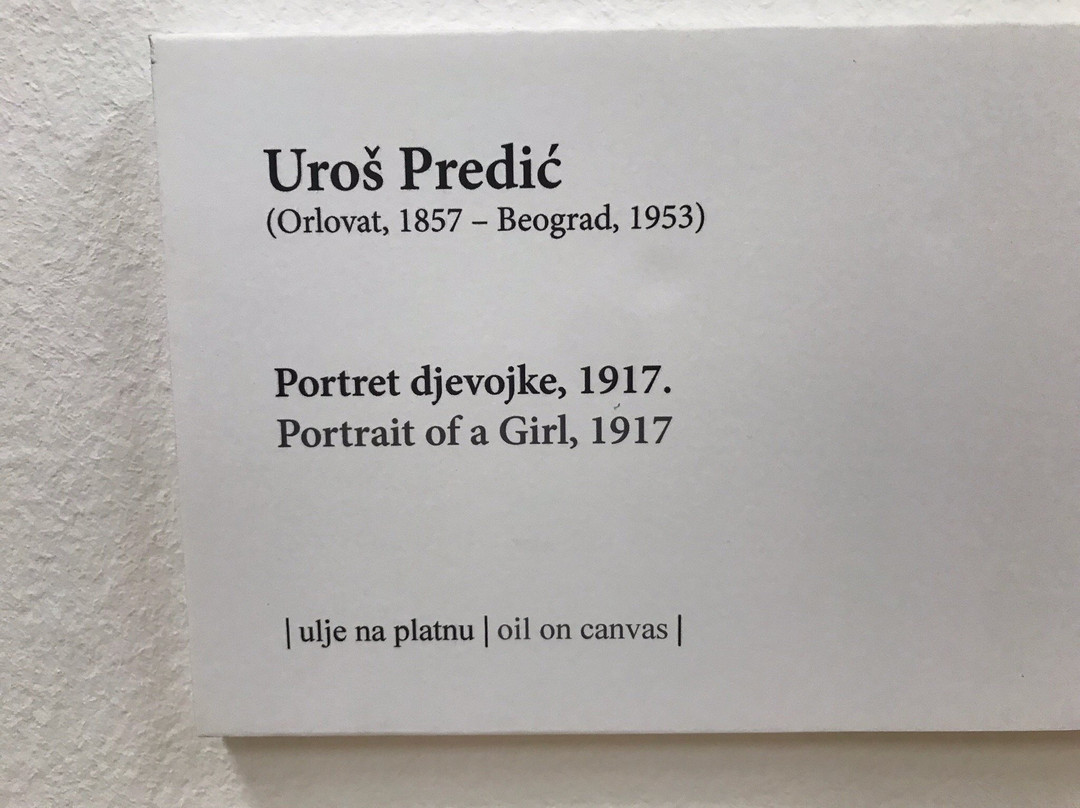 Uroš Predić
(Orlovat, 1857 – Beograd, 1953)
Portret djevojke, 1917.
Portrait of a Girl, 1917
| ulje na platnu | oil on canvas |